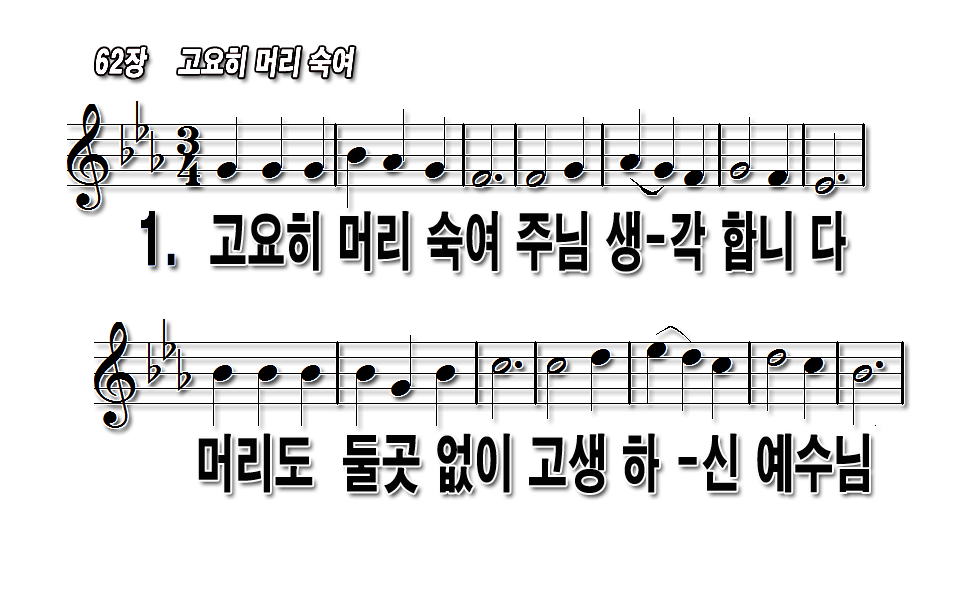 62장 고요히 머리 숙여
3
4
1. 고요히 머리 숙여 주님 생-각 합니 다
머리도 둘곳 없이 고생 하 -신 예수님